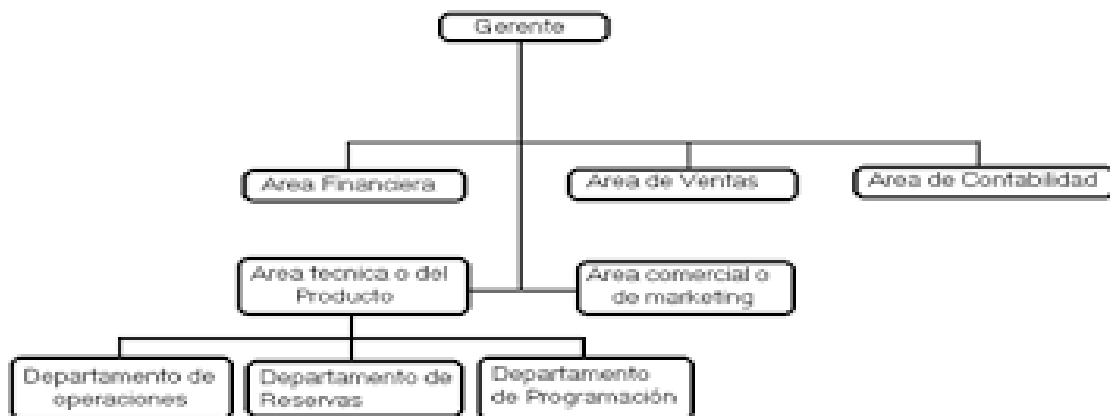 Gerente
Area Financiera
Area de Ventas
Area de Contabilidad
Area tecnica o del
Producto
Area comercial o
de marketing
Departamento de
operaciones
Departamento de
Reservas
Departamento
de Programación